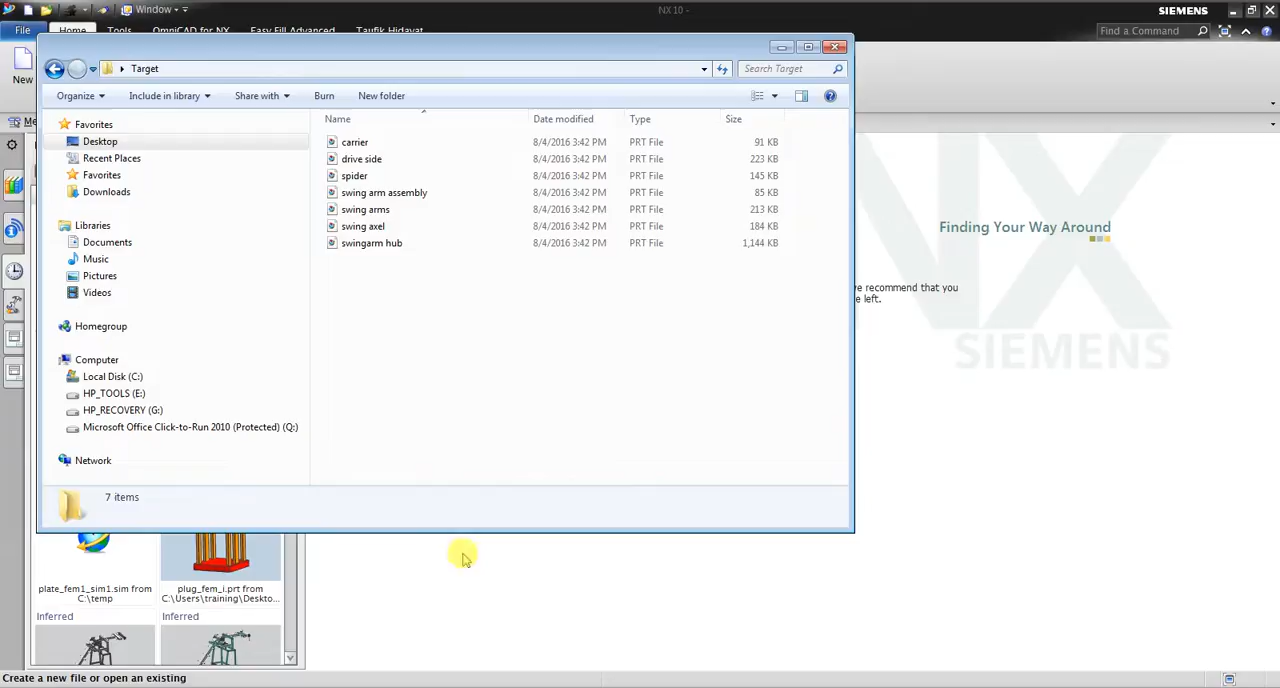 Window
NX 10 -
SIEMENS
File
Home
Tools
OmniCAD for NX
Easy Fill Advanced
Taufik Hidayat
Find a Command
New
Target
Search Target
Organize
Include in library
Share with
Burn
New folder
Me
Favorites
Desktop
Recent Places
Favorites
Downloads
Libraries
Documents
Music
Pictures
Videos
Homegroup
Computer
Local Disk (C:)
HP_TOOLS (E:)
HP_RECOVERY (G:)
Microsoft Office Click-to-Run 2010 (Protected) (Q:)
Network
Name Date modified Type Size
carrier 8/4/2016 3:42 PM PRT File 91 KB
drive side 8/4/2016 3:42 PM PRT File 223 KB
spider 8/4/2016 3:42 PM PRT File 145 KB
swing arm assembly 8/4/2016 3:42 PM PRT File 85 KB
swing arms 8/4/2016 3:42 PM PRT File 213 KB
swing axel 8/4/2016 3:42 PM PRT File 184 KB
swingarm hub 8/4/2016 3:42 PM PRT File 1,144 KB
7 items
Finding Your Way Around
we recommend that you
e left.
NX
SIEMENS
plate_fem1_sim1.sim from
C:\temp
plug_fem_i.prt from
C:\Users\training\Deskto...
Inferred
Inferred
Create a new file or open an existing